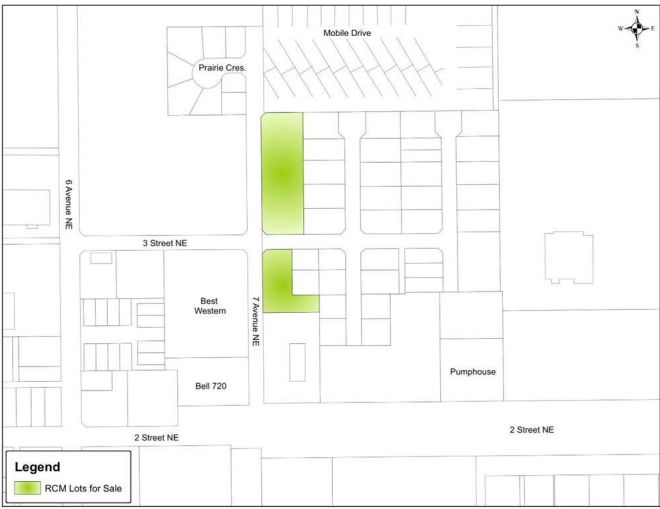 N
W E
S
Mobile Drive
Prairie Cres.
6 Avenue NE
3 Street NE
7 Avenue NE
Best
Western
Bell 720
Pumphouse
2 Street NE
2 Street NE
Legend
RCM Lots for Sale